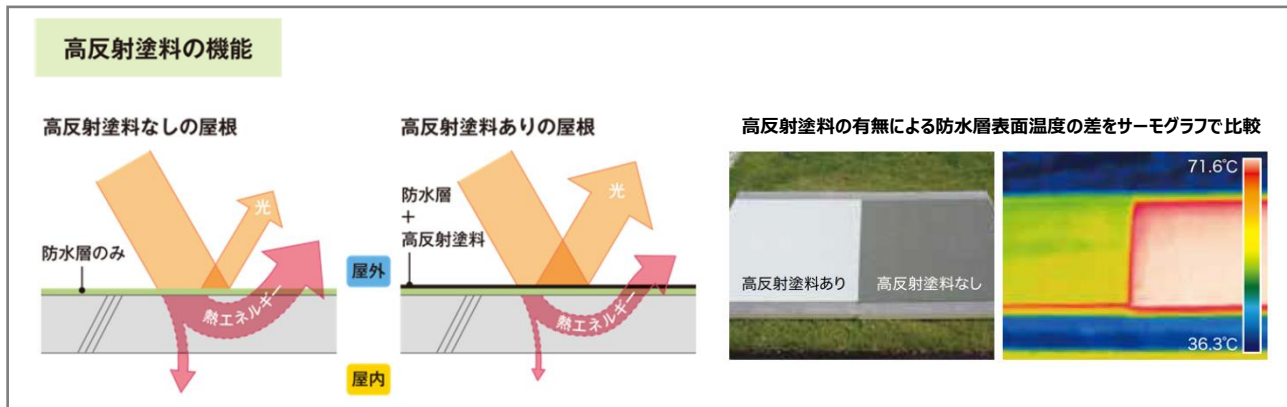 高反射塗料の機能
高反射塗料なしの屋根
光
防水層のみ
熱エネルギー
屋外
屋内
高反射塗料ありの屋根
防水層
+
高反射塗料
光
熱エネルギー
高反射塗料の有無による防水層表面温度の差をサーモグラフで比較
高反射塗料あり
高反射塗料なし
71.6℃
36.3℃